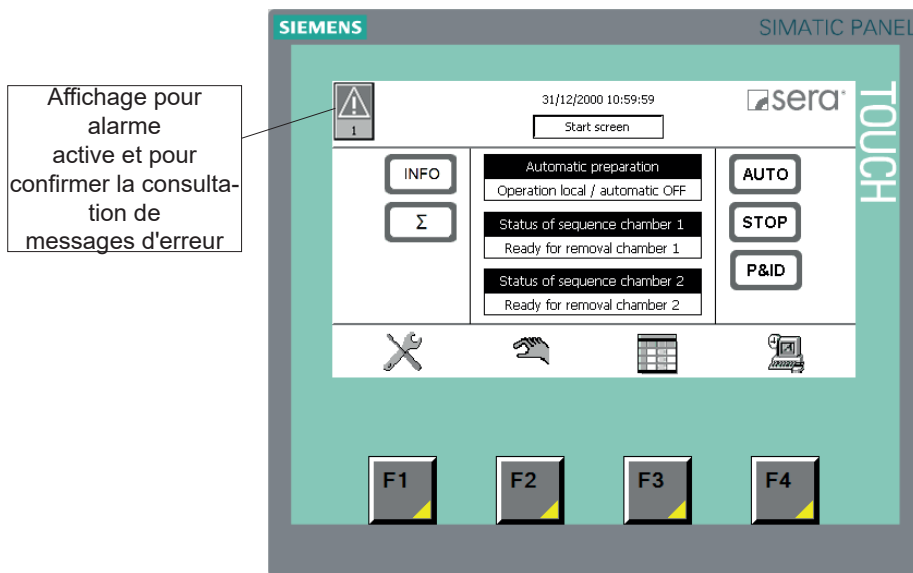 SIEMENS
SIMATIC PANEL
TOUCH
Affichage pour
alarme
active et pour
confirmer la consulta-
tion de
messages d'erreur
1
31/12/2000 10:59:59
Start screen
sera
INFO
Σ
Automatic preparation
Operation local / automatic OFF
Status of sequence chamber 1
Ready for removal chamber 1
Status of sequence chamber 2
Ready for removal chamber 2
AUTO
STOP
P&ID
F1
F2
F3
F4